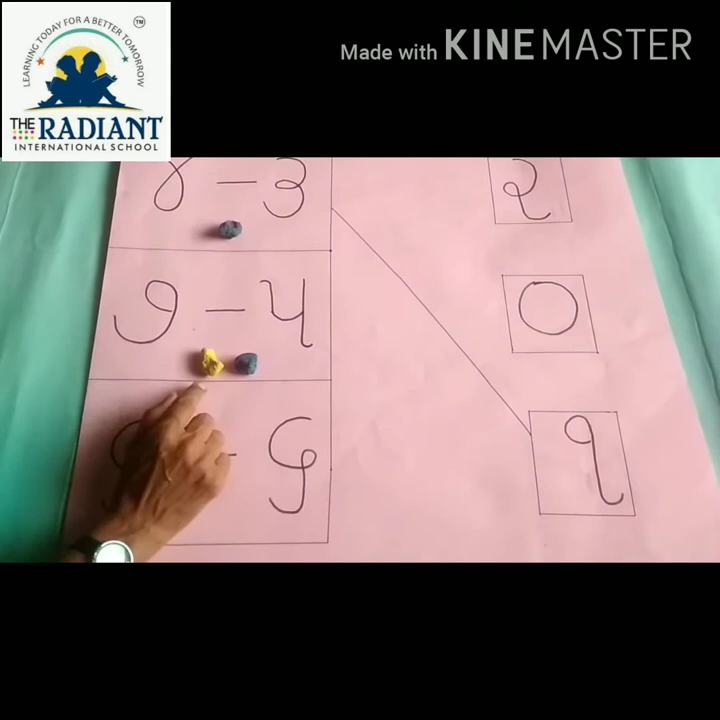 LEARNING TODAY FOR A BETTER TOMORROW
TM
THE RADIANT
INTERNATIONAL SCHOOL
Made with KINEMASTER
૪ - ૩
૨
૭ - ૫
૦
- ૬
૧